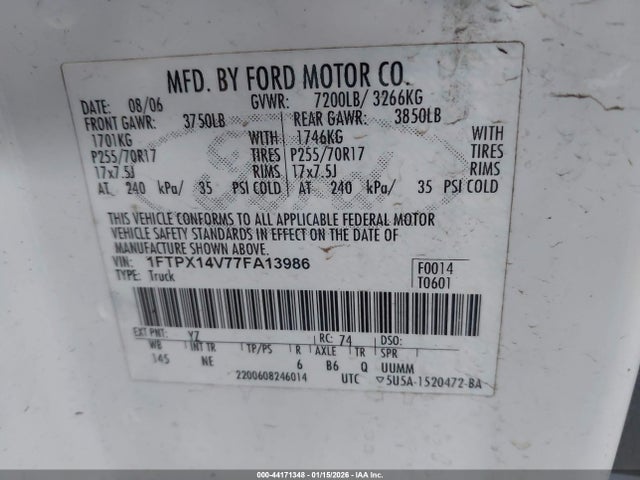 MFD. BY FORD MOTOR CO.
DATE: 08/06 GVWR: 7200LB/ 3266KG
FRONT GAWR: 3750LB REAR GAWR: 3850LB
1701KG WITH 1746KG WITH
P255/70R17 TIRES P255/70R17 TIRES
17x7.5J RIMS 17x7.5J RIMS
AT 240 kPa/ 35 PSI COLD AT 240 kPa/ 35 PSI COLD
THIS VEHICLE CONFORMS TO ALL APPLICABLE FEDERAL MOTOR
VEHICLE SAFETY STANDARDS IN EFFECT ON THE DATE OF
MANUFACTURE SHOWN ABOVE.
VIN: 1FTPX14V77FA13986 F0014
TYPE: Truck T0601
EXT PNT: YZ RC: 74 DSO:
WB INT TR TP/PS R AXLE TR SPR
145 NE 6 B6 Q UUMM
2200608246014 UTC ▽5U5A-1520472-BA
000-44171348 - 01/15/2026 - IAAI.CA